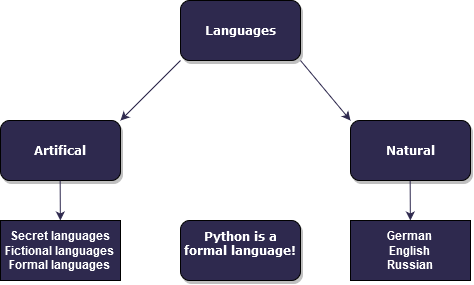 Languages
Artifical
Natural
Secret languages
Fictional languages
Formal languages
Python is a
formal language!
German
English
Russian